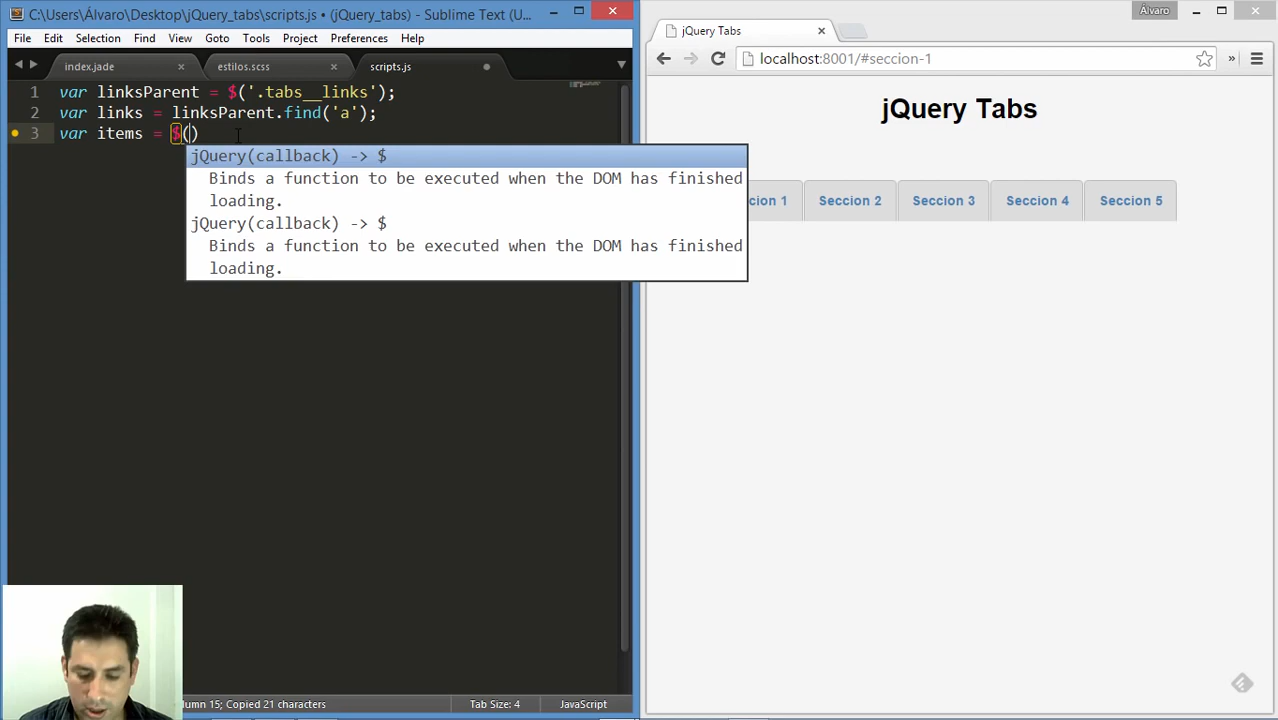 C:\Users\Álvaro\Desktop\jQuery_tabs\scripts.js • (jQuery_tabs) - Sublime Text (U...
File Edit Selection Find View Goto Tools Project Preferences Help
index.jade × estilos.scss × scripts.js
1 var linksParent = $('.tabs__links');
2 var links = linksParent.find('a');
3 var items = $()
jQuery(callback) -> $
Binds a function to be executed when the DOM has finished
loading.
jQuery(callback) -> $
Binds a function to be executed when the DOM has finished
loading.
umn 15; Copied 21 characters Tab Size: 4 JavaScript
Álvaro
jQuery Tabs
localhost:8001/#seccion-1
jQuery Tabs
cion 1 Seccion 2 Seccion 3 Seccion 4 Seccion 5